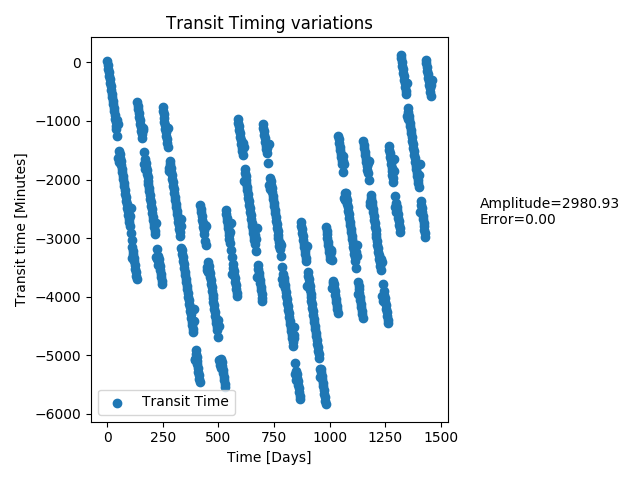 Transit Timing variations
Transit time [Minutes]
0
−1000
−2000
−3000
−4000
−5000
−6000
Transit Time
0
250
500
750
1000
1250
1500
Time [Days]
Amplitude=2980.93
Error=0.00